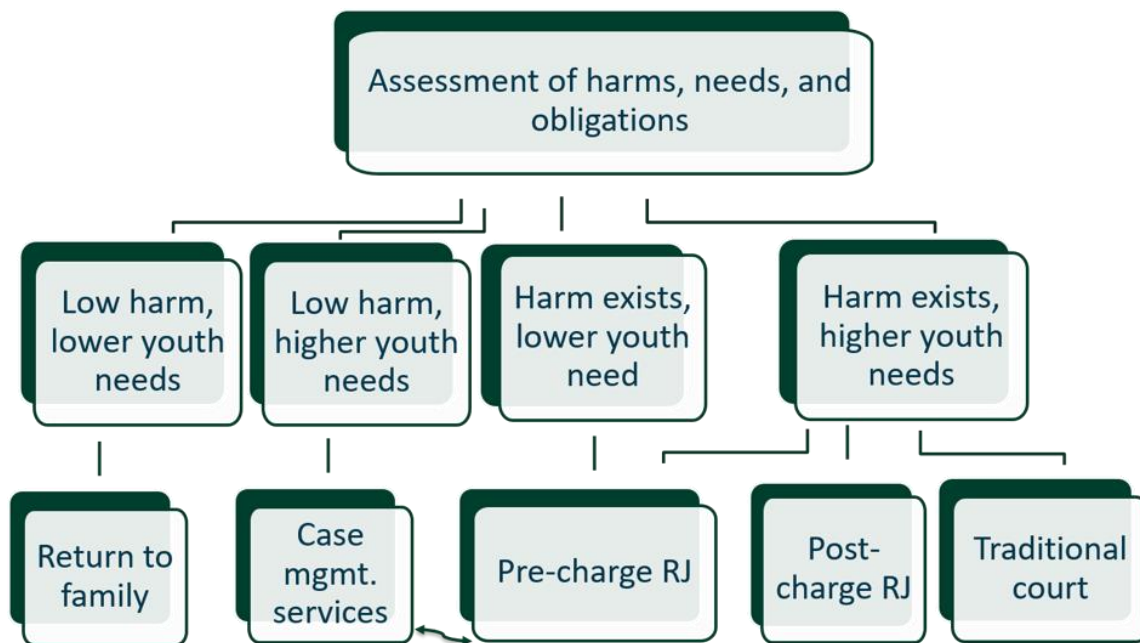 Assessment of harms, needs, and
obligations
Low harm,
lower youth
needs
Low harm,
higher youth
needs
Harm exists,
lower youth
need
Harm exists,
higher youth
needs
Return to
family
Case
mgmt.
services
Pre-charge RJ
Post-
charge RJ
Traditional
court